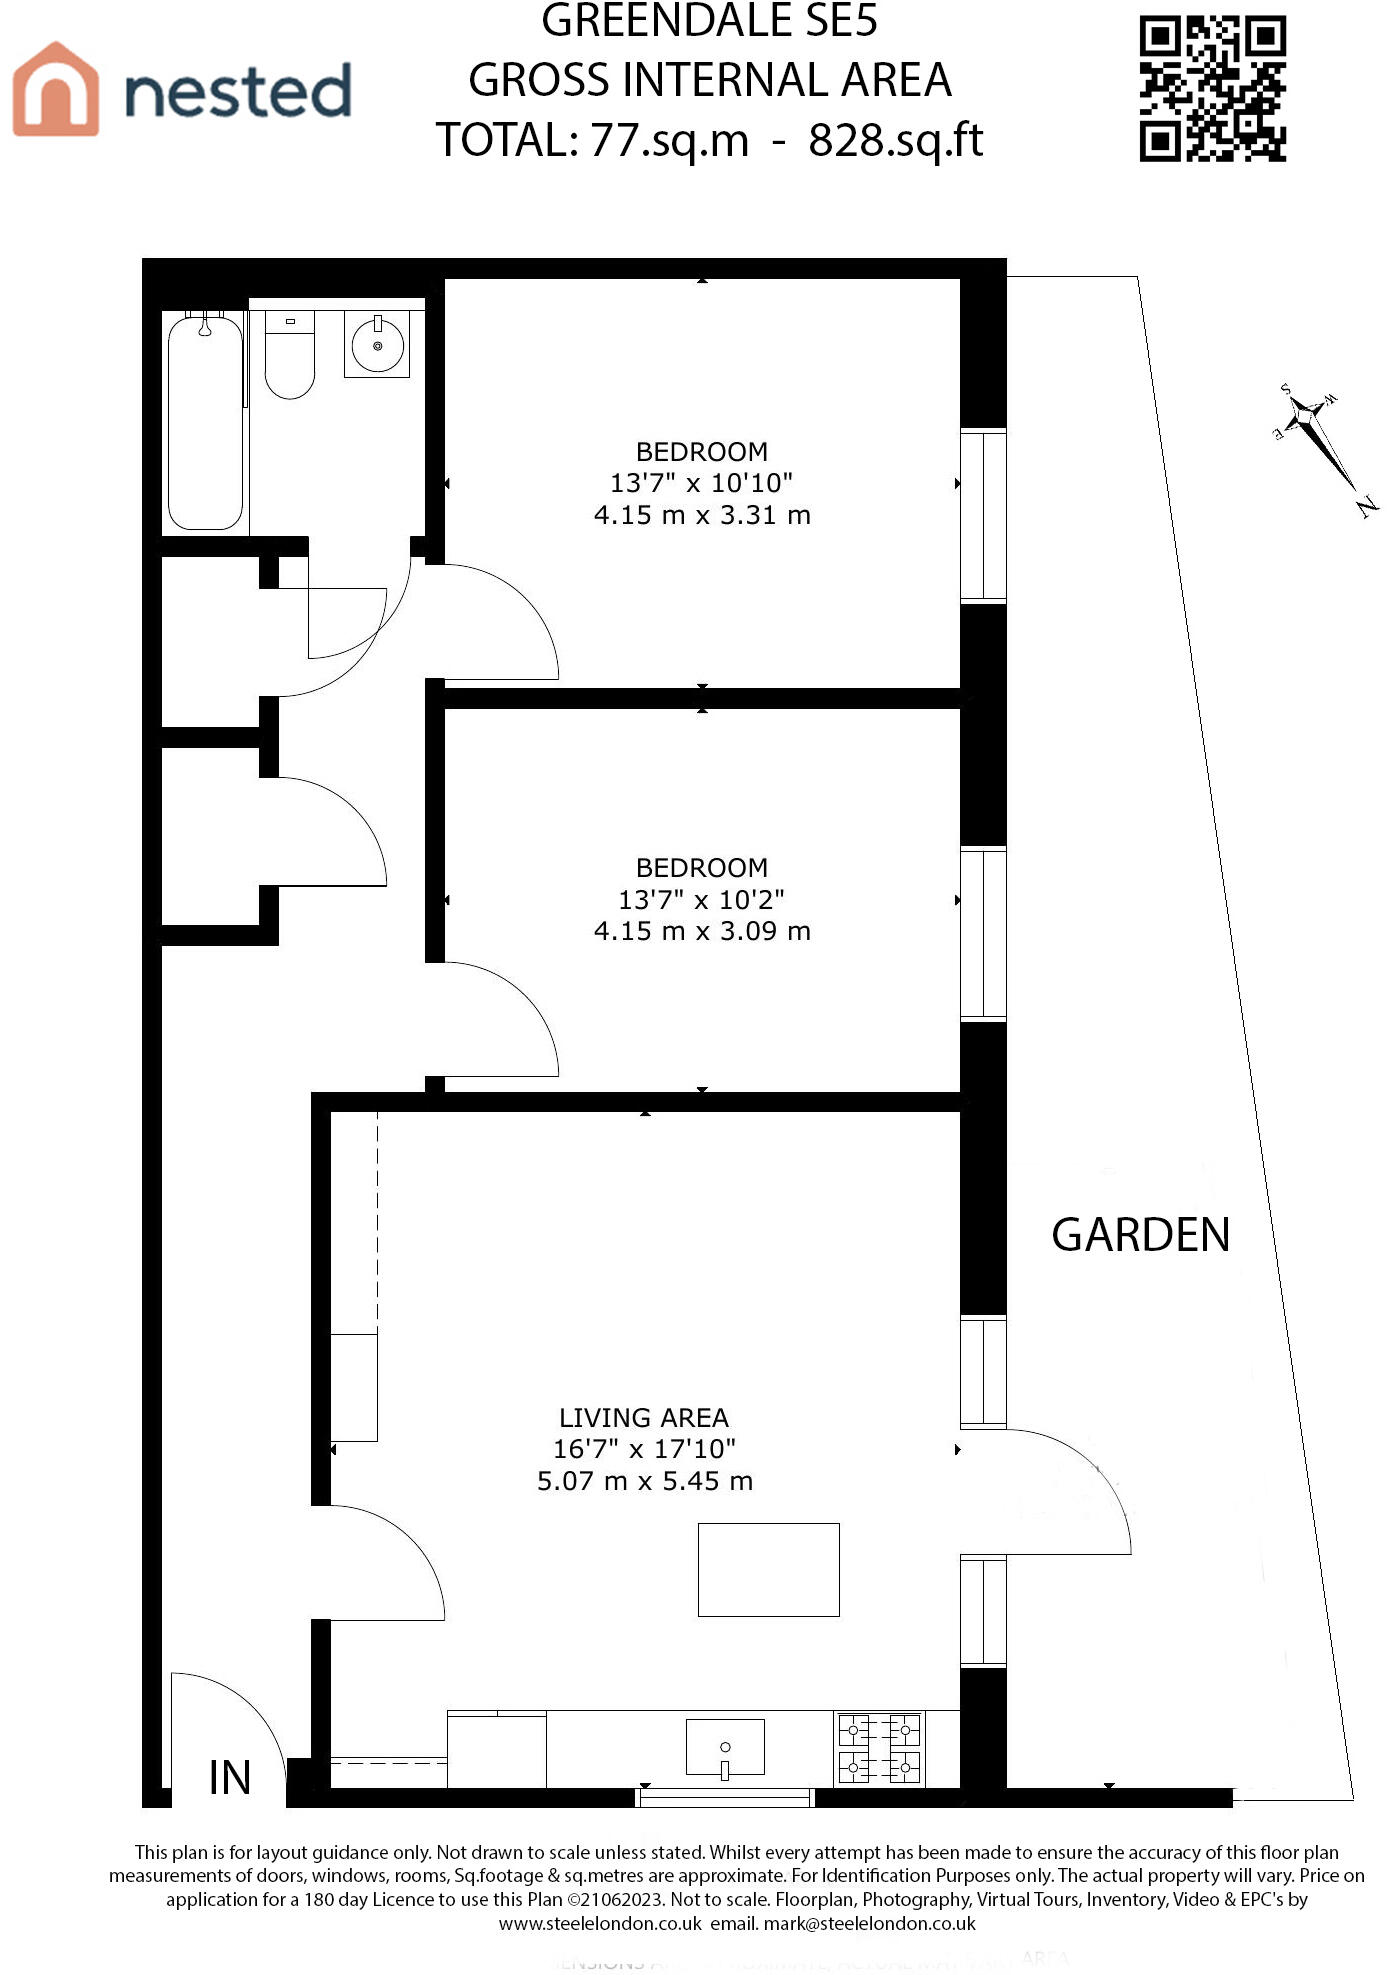 GREENDALE SE5
nested
GROSS INTERNAL AREA
TOTAL: 77.sq.m - 828.sq.ft
S
W
E
N
BEDROOM
13'7" x 10'10"
4.15 m x 3.31 m
BEDROOM
13'7" x 10'2"
4.15 m x 3.09 m
GARDEN
LIVING AREA
16'7" x 17'10"
5.07 m x 5.45 m
IN
This plan is for layout guidance only. Not drawn to scale unless stated. Whilst every attempt has been made to ensure the accuracy of this floor plan
measurements of doors, windows, rooms, Sq.footage & sq.metres are approximate. For Identification Purposes only. The actual property will vary. Price on
application for a 180 day Licence to use this Plan ©21062023. Not to scale. Floorplan, Photography, Virtual Tours, Inventory, Video & EPC's by
www.steelelondon.co.uk email. mark@steelelondon.co.uk
AREA